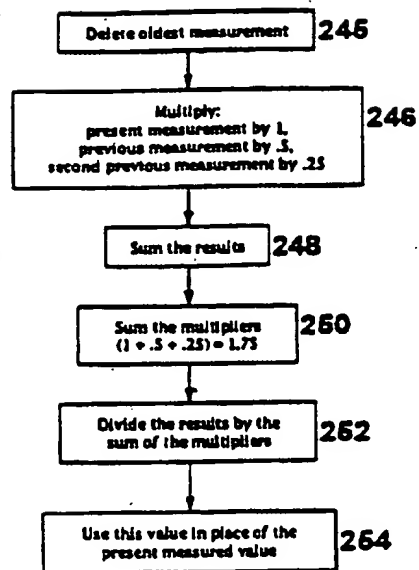 Delete oldest measurement 245
Multiply:
present measurement by 1,
previous measurement by .5,
second previous measurement by .25
246
Sum the results 248
Sum the multipliers
(1 + .5 + .25) = 1.75
250
Divide the results by the
sum of the multipliers
252
Use this value in place of the
present measured value
254